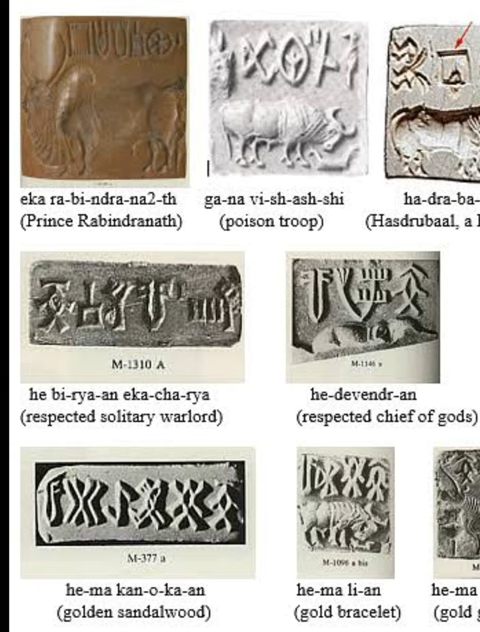 eka ra-bi-ndra-na2-th
(Prince Rabindranath)
ga-na vi-sh-ash-shi
(poison troop)
ha-dra-ba-
(Hasdrubaal, a
M-1310 A
he bi-rya-an eka-cha-rya
(respected solitary warlord)
M-1146 a
he-devendr-an
(respected chief of gods)
M-377 a
he-ma kan-o-ka-an
(golden sandalwood)
M-1096 a bis
he-ma li-an
(gold bracelet)
he-ma
(gold